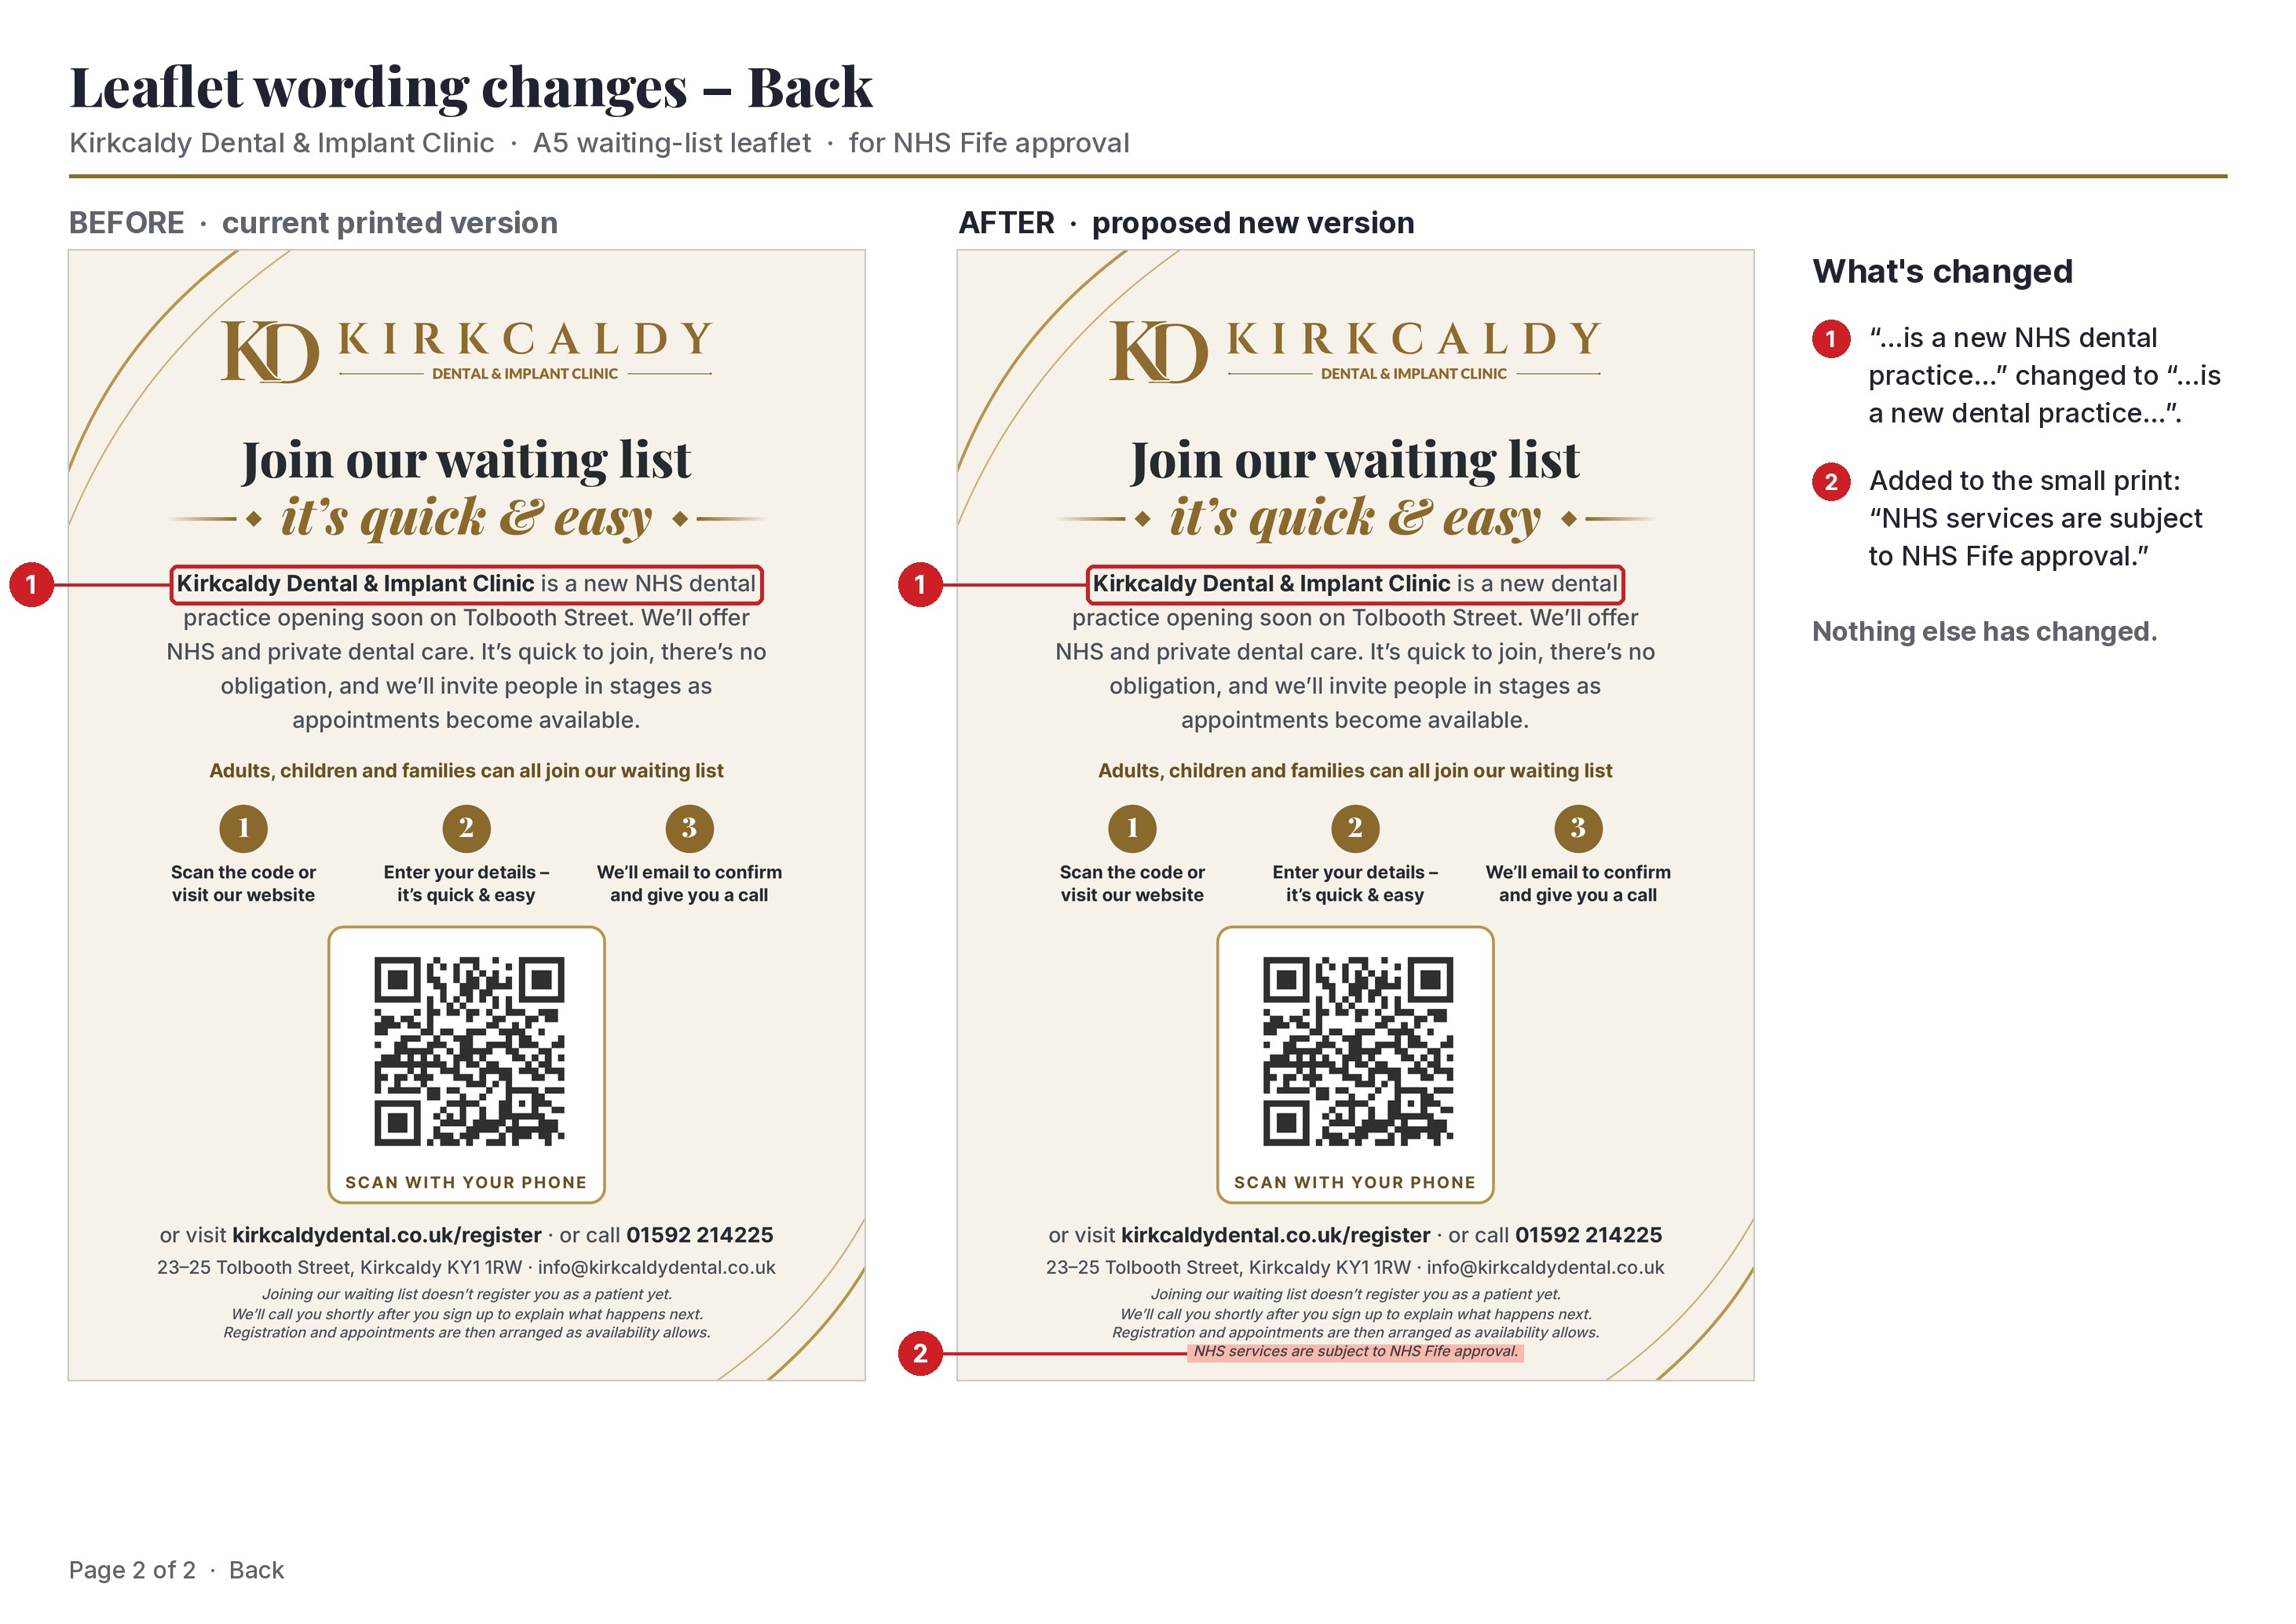 Leaflet wording changes – Back
Kirkcaldy Dental & Implant Clinic · A5 waiting-list leaflet · for NHS Fife approval
BEFORE · current printed version
KD KIRKCALDY
DENTAL & IMPLANT CLINIC
Join our waiting list
it’s quick & easy
1
Kirkcaldy Dental & Implant Clinic is a new NHS dental
practice opening soon on Tolbooth Street. We’ll offer
NHS and private dental care. It’s quick to join, there’s no
obligation, and we’ll invite people in stages as
appointments become available.
Adults, children and families can all join our waiting list
1 2 3
Scan the code or Enter your details – We’ll email to confirm
visit our website it’s quick & easy and give you a call
SCAN WITH YOUR PHONE
or visit kirkcaldydental.co.uk/register · or call 01592 214225
23–25 Tolbooth Street, Kirkcaldy KY1 1RW · info@kirkcaldydental.co.uk
Joining our waiting list doesn’t register you as a patient yet.
We’ll call you shortly after you sign up to explain what happens next.
Registration and appointments are then arranged as availability allows.
AFTER · proposed new version
KD KIRKCALDY
DENTAL & IMPLANT CLINIC
Join our waiting list
it’s quick & easy
1
Kirkcaldy Dental & Implant Clinic is a new dental
practice opening soon on Tolbooth Street. We’ll offer
NHS and private dental care. It’s quick to join, there’s no
obligation, and we’ll invite people in stages as
appointments become available.
Adults, children and families can all join our waiting list
1 2 3
Scan the code or Enter your details – We’ll email to confirm
visit our website it’s quick & easy and give you a call
SCAN WITH YOUR PHONE
or visit kirkcaldydental.co.uk/register · or call 01592 214225
23–25 Tolbooth Street, Kirkcaldy KY1 1RW · info@kirkcaldydental.co.uk
Joining our waiting list doesn’t register you as a patient yet.
We’ll call you shortly after you sign up to explain what happens next.
Registration and appointments are then arranged as availability allows.
2
NHS services are subject to NHS Fife approval.
What's changed
1 “…is a new NHS dental
practice…” changed to “…is
a new dental practice…”.
2 Added to the small print:
“NHS services are subject
to NHS Fife approval.”
Nothing else has changed.
Page 2 of 2 · Back